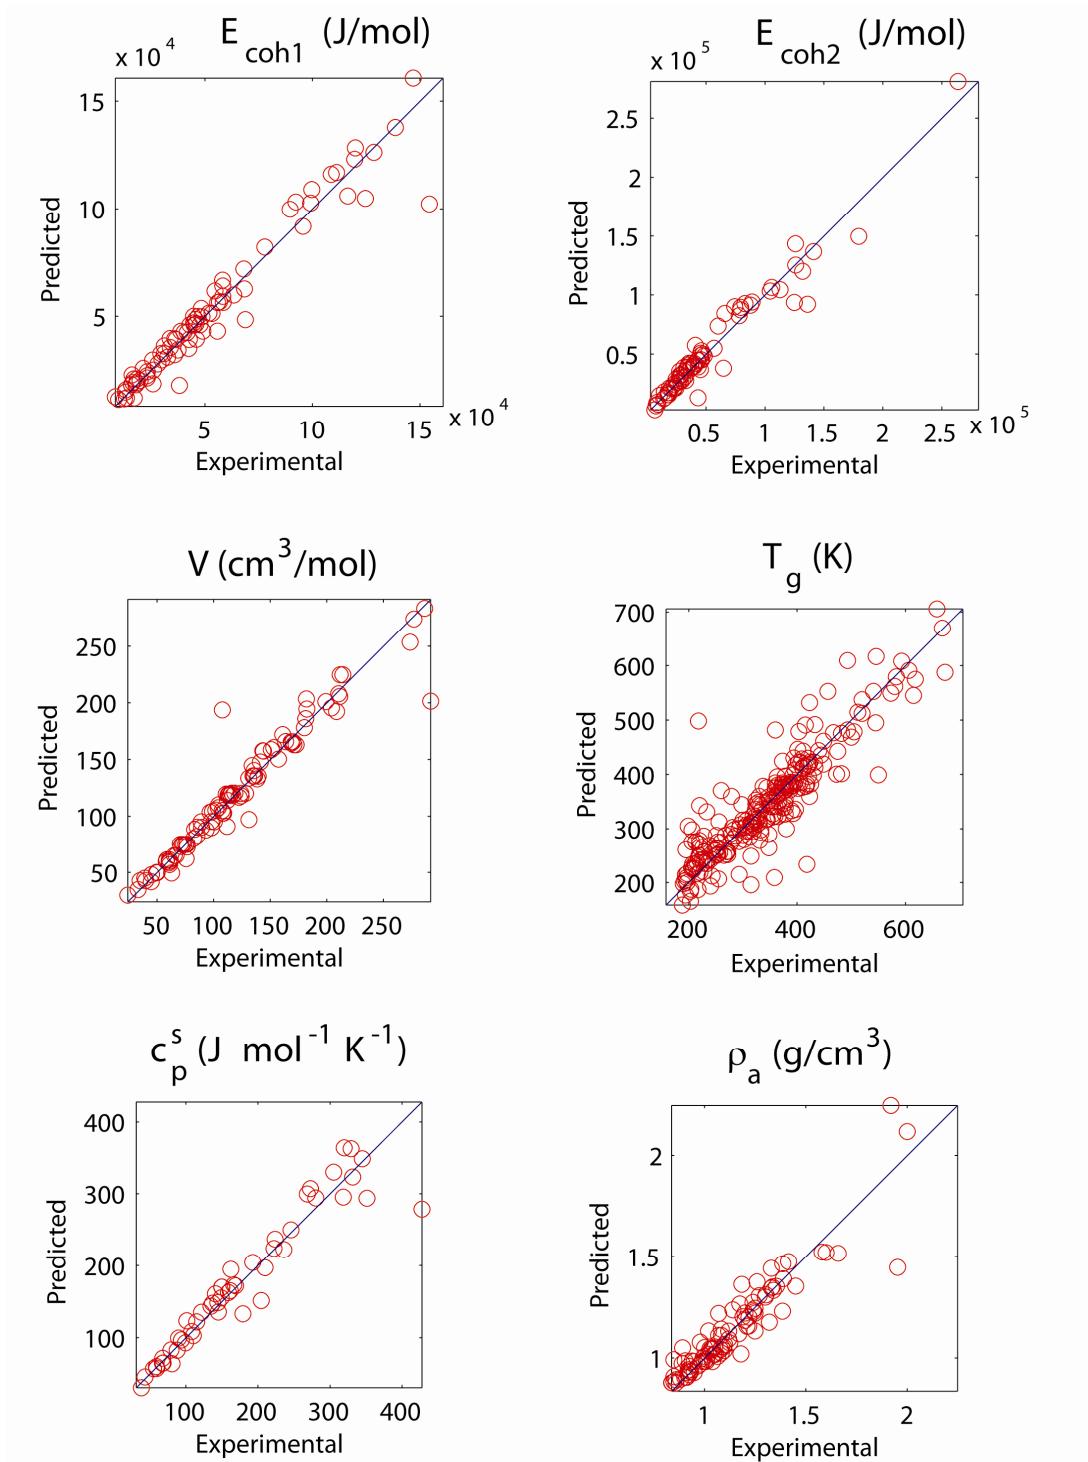 E coh1 (J/mol)
x 10 4
15
10
5
Predicted
5 10 15 x 10 4
Experimental
E coh2 (J/mol)
x 10 5
2.5
2
1.5
1
0.5
Predicted
0.5 1 1.5 2 2.5 x 10 5
Experimental
V (cm3/mol)
250
200
150
100
50
Predicted
50 100 150 200 250
Experimental
Tg (K)
700
600
500
400
300
200
Predicted
200 400 600
Experimental
c s p (J mol-1 K-1)
400
300
200
100
Predicted
100 200 300 400
Experimental
ρa (g/cm3)
2
1.5
1
Predicted
1 1.5 2
Experimental